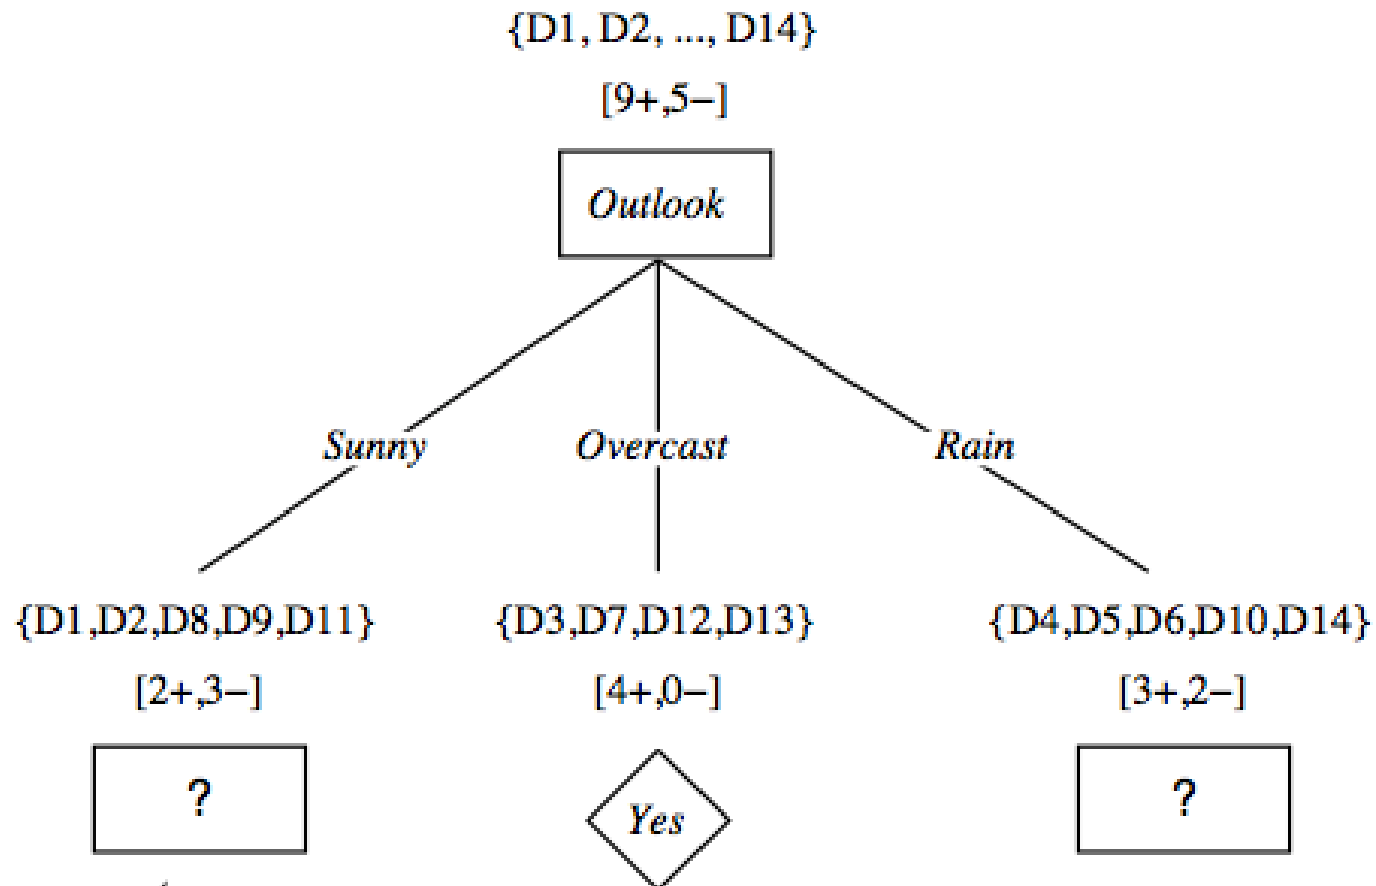 {D1, D2, ..., D14}
[9+,5−]
Outlook
Sunny Overcast Rain
{D1,D2,D8,D9,D11} {D3,D7,D12,D13} {D4,D5,D6,D10,D14}
[2+,3−] [4+,0−] [3+,2−]
? Yes ?